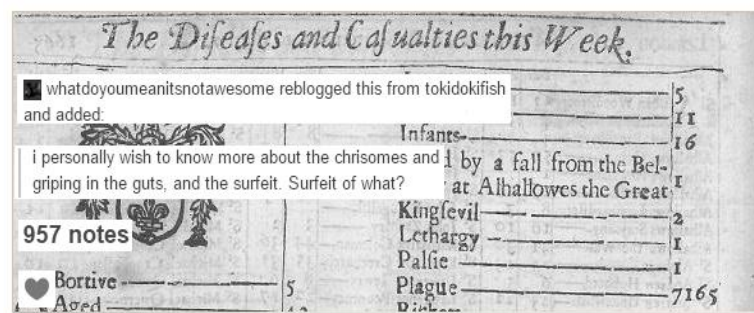 The Diſeaſes and Caſualties this Week.
whatdoyoumeanitsnotawesome reblogged this from tokidokifish
and added:
i personally wish to know more about the chrisomes and
griping in the guts, and the surfeit. Surfeit of what?
957 notes
Bortive 5
Aged
5
11
Infants 16
by a fall from the Bel-
at Alhallowes the Great 1
Kingſevil 2
Lethargy 1
Palſie 1
Plague 7165